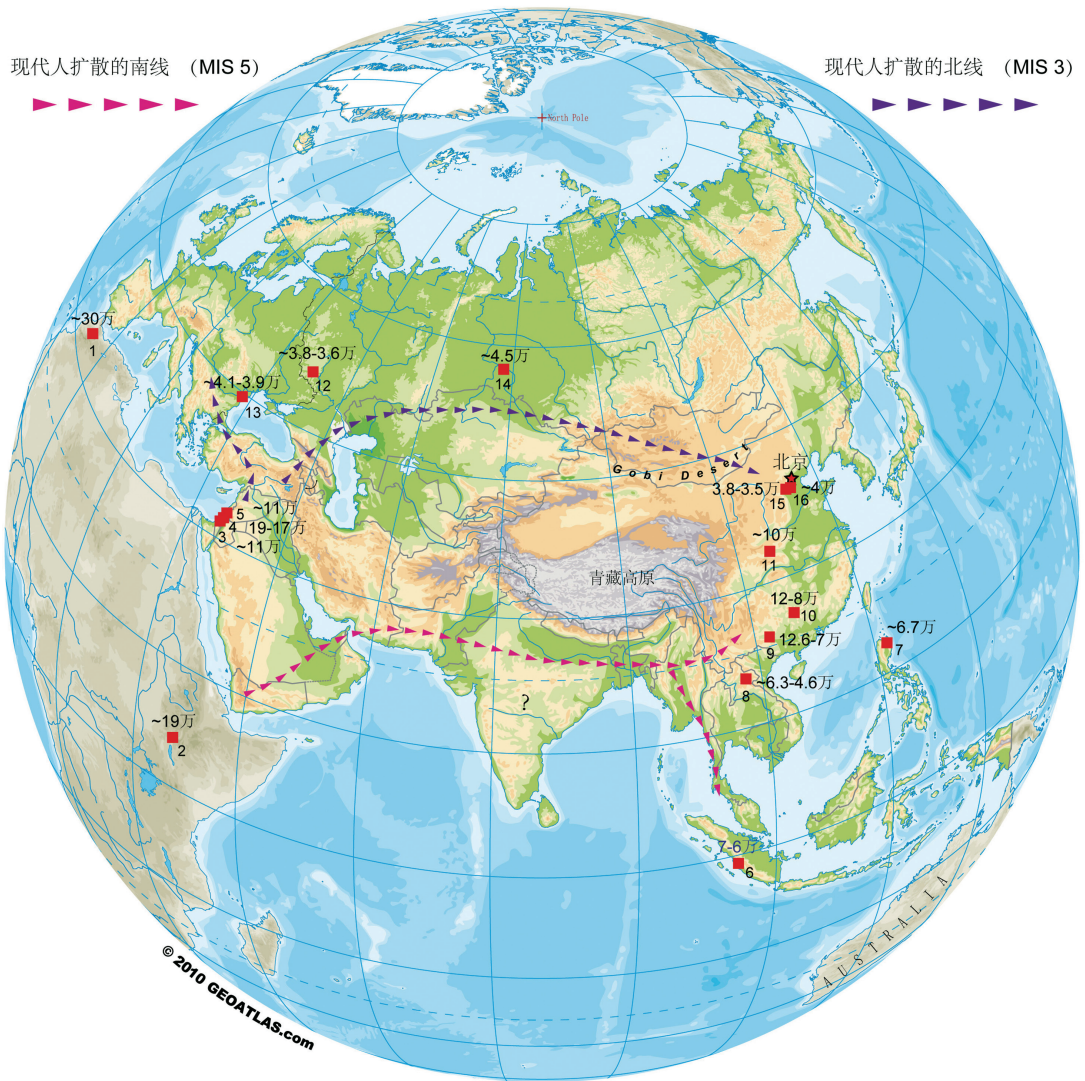 现代人扩散的南线 (MIS 5)
现代人扩散的北线 (MIS 3)
North Pole
~30万
1
~3.8-3.6万
12
~4.5万
14
~4.1-3.9万
13
Gobi Desert
北京
3.8-3.5万
15
~4万
16
5
~11万
4
19-17万
3
~11万
~10万
11
青藏高原
12-8万
10
12.6-7万
9
~6.7万
7
~6.3-4.6万
8
?
~19万
2
7-6万
6
AUSTRALIA
© 2010 GEOATLAS.com